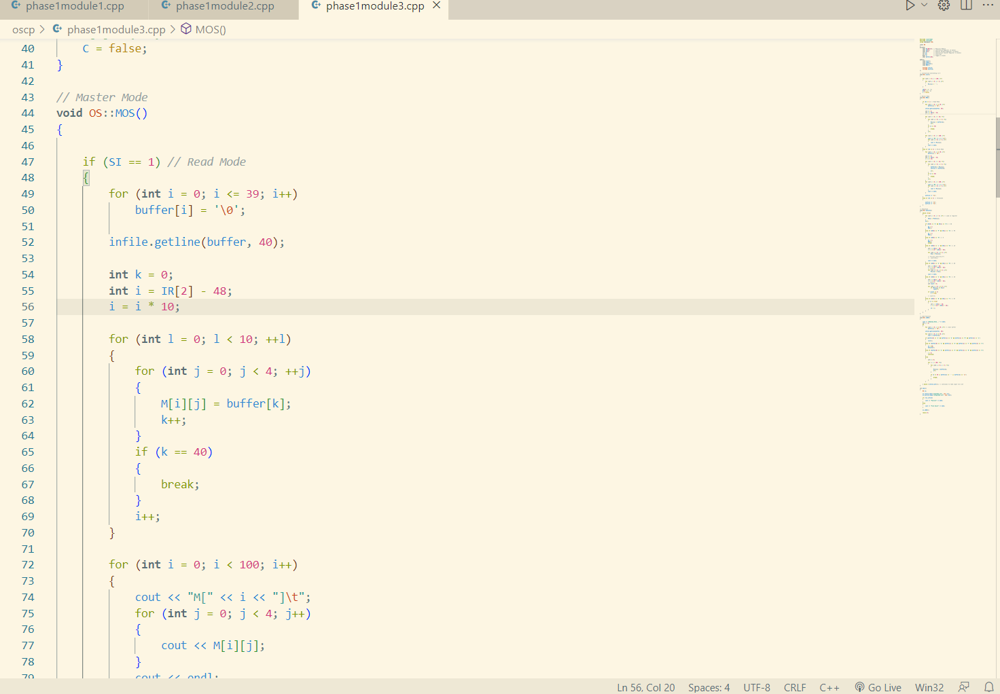 phase1module1.cpp phase1module2.cpp phase1module3.cpp
oscp > phase1module3.cpp > MOS()
40 C = false;
41 }
42
43 // Master Mode
44 void OS::MOS()
45 {
46
47 if (SI == 1) // Read Mode
48 {
49 for (int i = 0; i <= 39; i++)
50 buffer[i] = '\0';
51
52 infile.getline(buffer, 40);
53
54 int k = 0;
55 int i = IR[2] - 48;
56 i = i * 10;
57
58 for (int l = 0; l < 10; ++l)
59 {
60 for (int j = 0; j < 4; ++j)
61 {
62 M[i][j] = buffer[k];
63 k++;
64 }
65 if (k == 40)
66 {
67 break;
68 }
69 i++;
70 }
71
72 for (int i = 0; i < 100; i++)
73 {
74 cout << "M[" << i << "]\t";
75 for (int j = 0; j < 4; j++)
76 {
77 cout << M[i][j];
78 }
79 cout << endl;
Ln 56, Col 20 Spaces: 4 UTF-8 CRLF C++ Go Live Win32